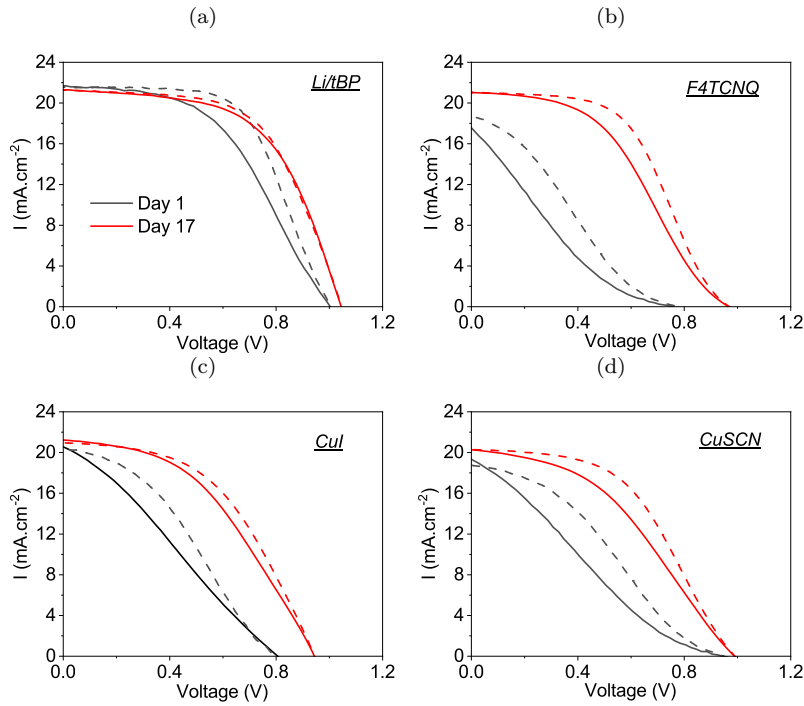 (a)
(b)
24
20
16
12
8
4
0
I (mA.cm-2)
Li/tBP
Day 1
Day 17
0.0
0.4
0.8
1.2
Voltage (V)
24
20
16
12
8
4
0
I (mA.cm-2)
F4TCNQ
0.0
0.4
0.8
1.2
Voltage (V)
(c)
(d)
24
20
16
12
8
4
0
I (mA.cm-2)
CuI
0.0
0.4
0.8
1.2
Voltage (V)
24
20
16
12
8
4
0
I (mA.cm-2)
CuSCN
0.0
0.4
0.8
1.2
Voltage (V)